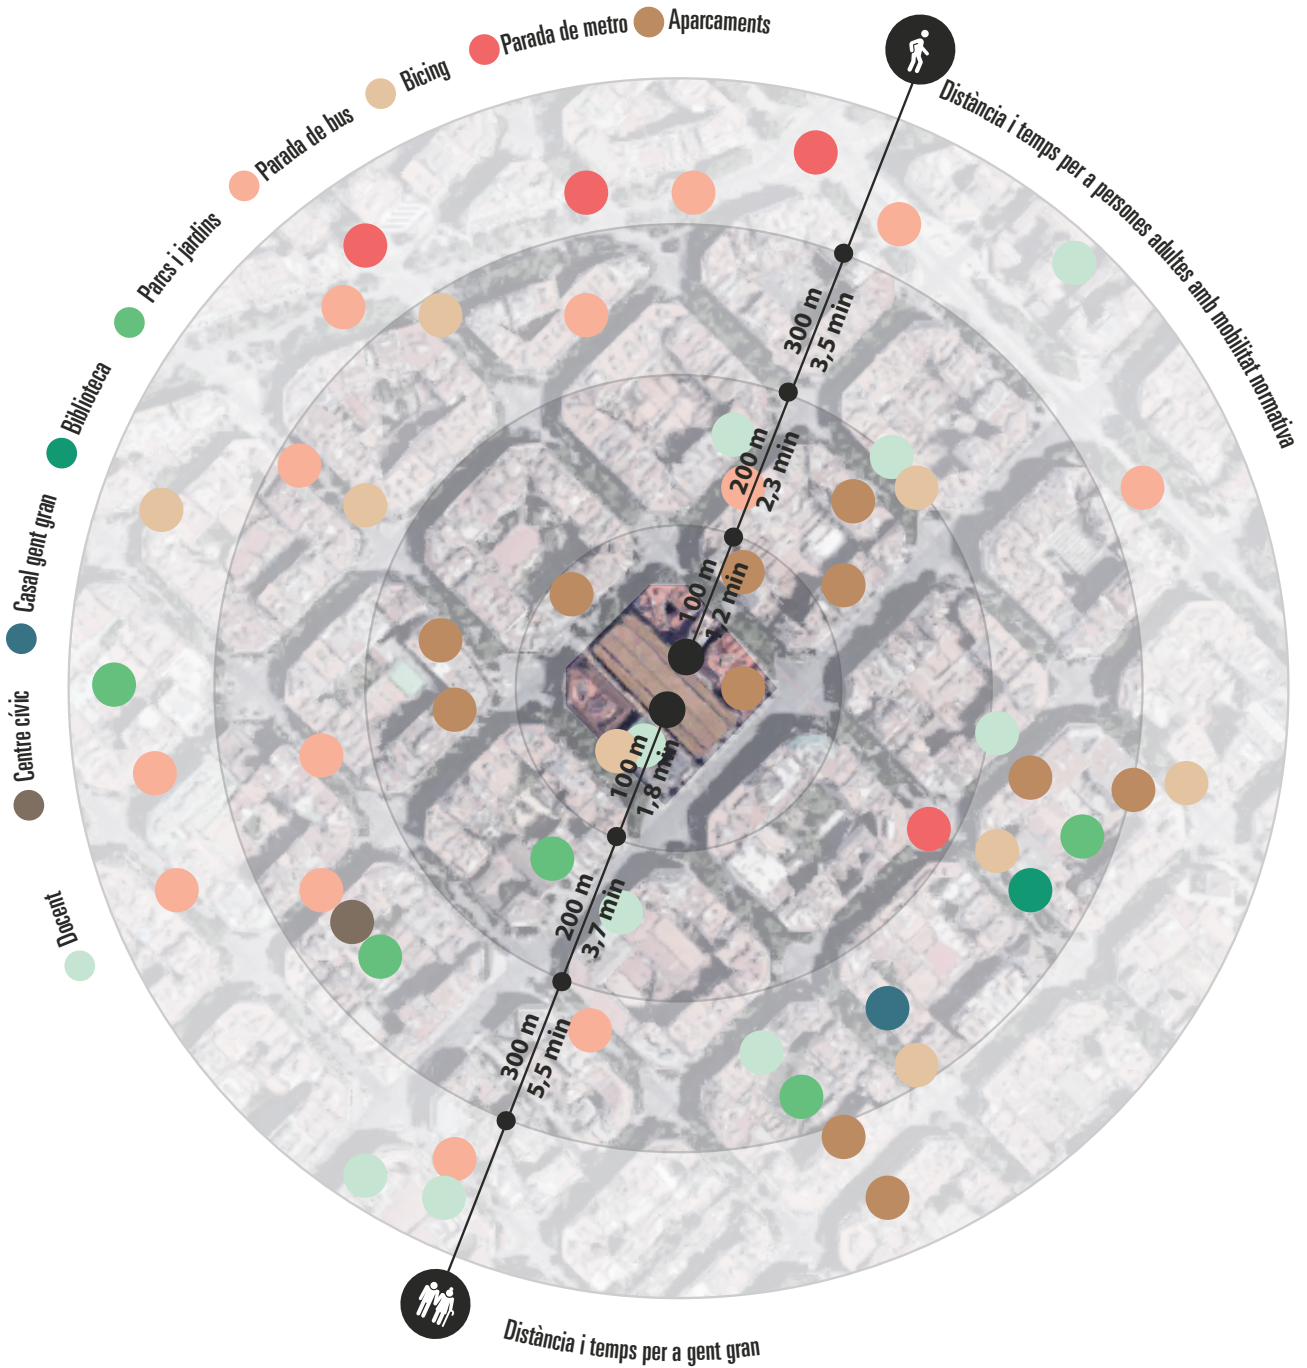 Aparcaments
Parada de metro
Bicing
Parada de bus
Parcs i jardins
Biblioteca
Casal gent gran
Centre cívic
Docent
Distància i temps per a persones adultes amb mobilitat normativa
300 m
3,5 min
200 m
2,3 min
100 m
1,2 min
100 m
1,8 min
200 m
3,7 min
300 m
5,5 min
Distància i temps per a gent gran